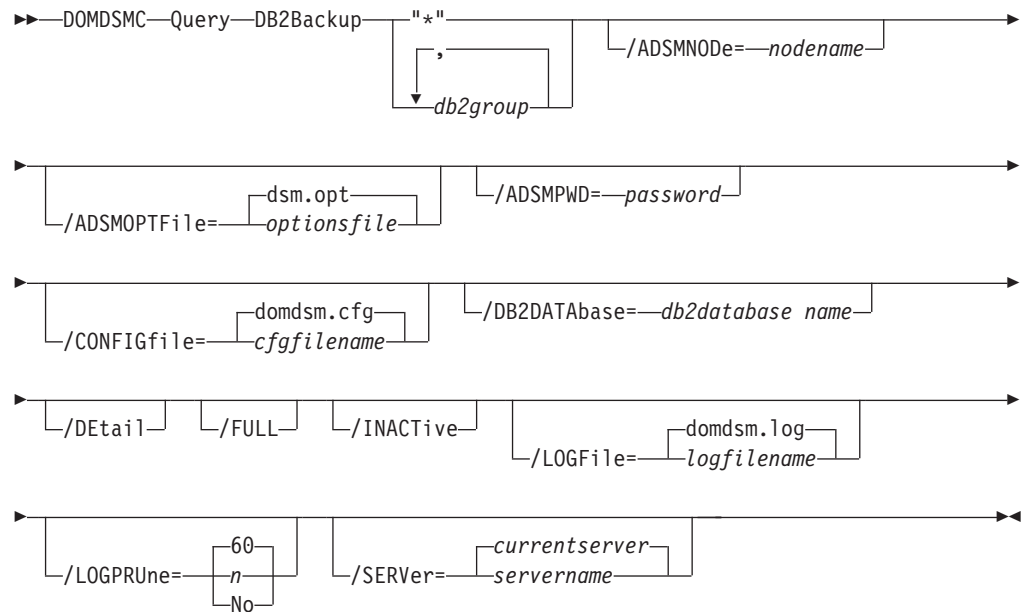 DOMDSMC Query DB2Backup "*"
,
db2group
/ADSMNODe= nodename
dsm.opt
/ADSMOPTFile= optionsfile
/ADSMPWD= password
domdsm.cfg
/CONFIGfile= cfgfilename
/DB2DATAbase= db2database name
/DEtail /FULL /INACTive
domdsm.log
/LOGFile= logfilename
60
/LOGPRUne= n
No
currentserver
/SERVer= servername